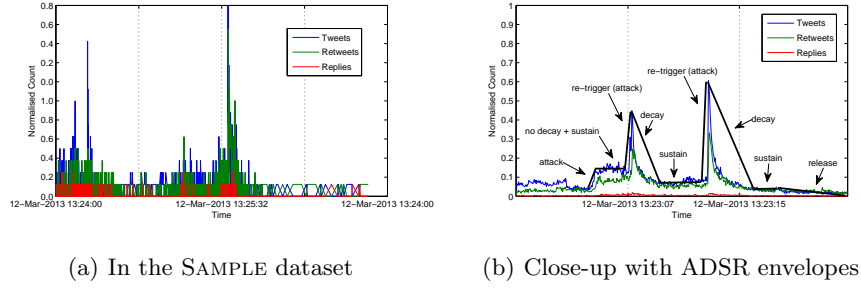 0.8
0.6
0.4
0.2
1.0
0.8
0.6
0.4
0.2
0
Normalised Count
12−Mar−2013 13:24:00
12−Mar−2013 13:25:32
12−Mar−2013 13:24:00
Time
Tweets
Retweets
Replies
(a) In the SAMPLE dataset
1
0.9
0.8
0.7
0.6
0.5
0.4
0.3
0.2
0.1
0
Normalised Count
12−Mar−2013 13:23:07
12−Mar−2013 13:23:15
Time
Tweets
Retweets
Replies
attack
no decay + sustain
re−trigger (attack)
decay
sustain
re−trigger (attack)
decay
sustain
release
(b) Close-up with ADSR envelopes